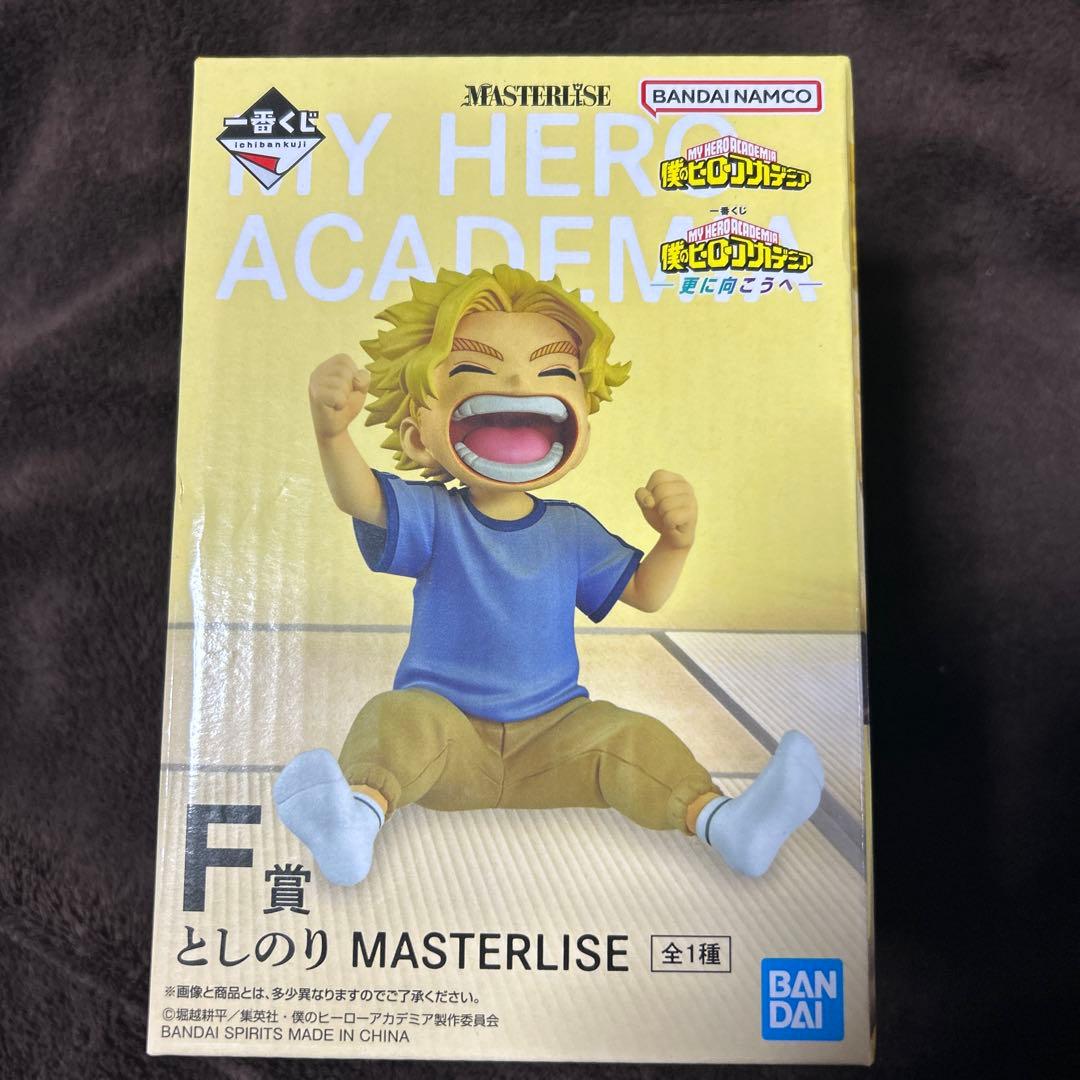 一番くじ
ichibankuji
MASTERLISE
BANDAI NAMCO
MY HERO
ACADEMIA
MY HERO ACADEMIA
僕のヒーローアカデミア
一番くじ
MY HERO ACADEMIA
僕のヒーローアカデミア
更に向こうへ
F賞
としのり MASTERLISE 全1種
※画像と商品とは、多少異なりますのでご了承ください。
©堀越耕平／集英社・僕のヒーローアカデミア製作委員会
BANDAI SPIRITS MADE IN CHINA
BAN
DAI